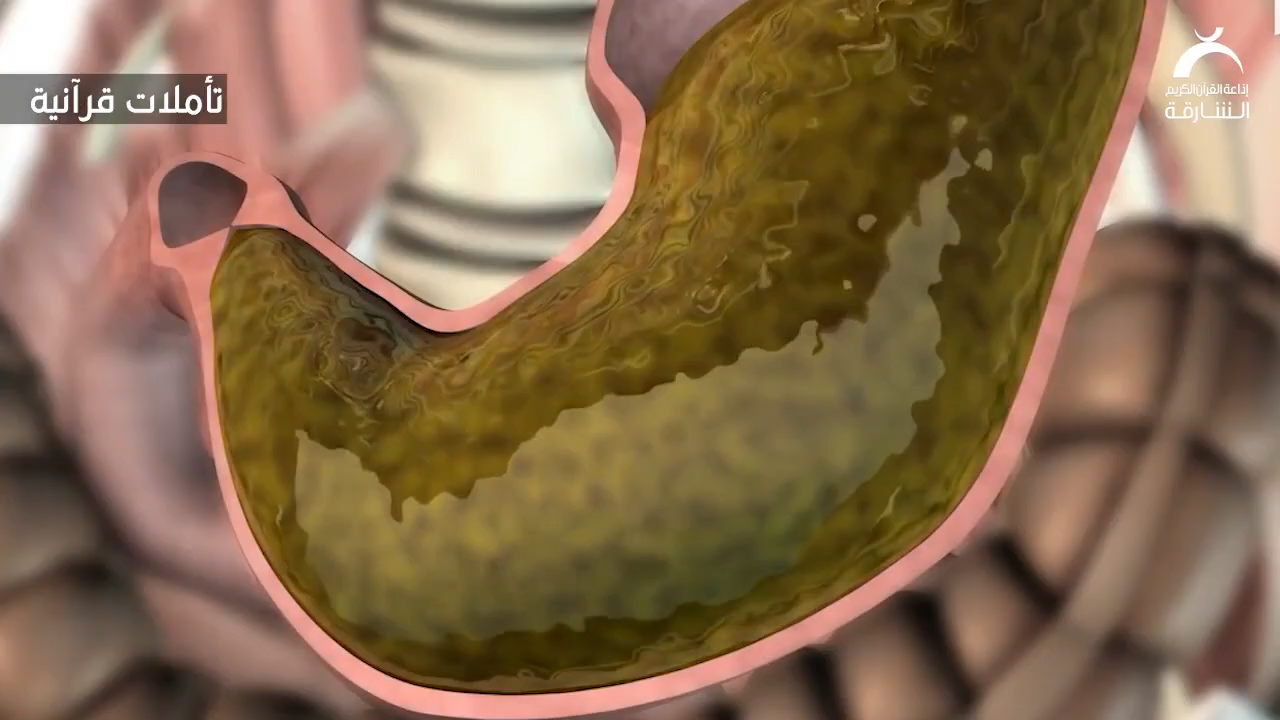 تأملات قرآنية
إذاعة القرآن الكريم
الشارقة